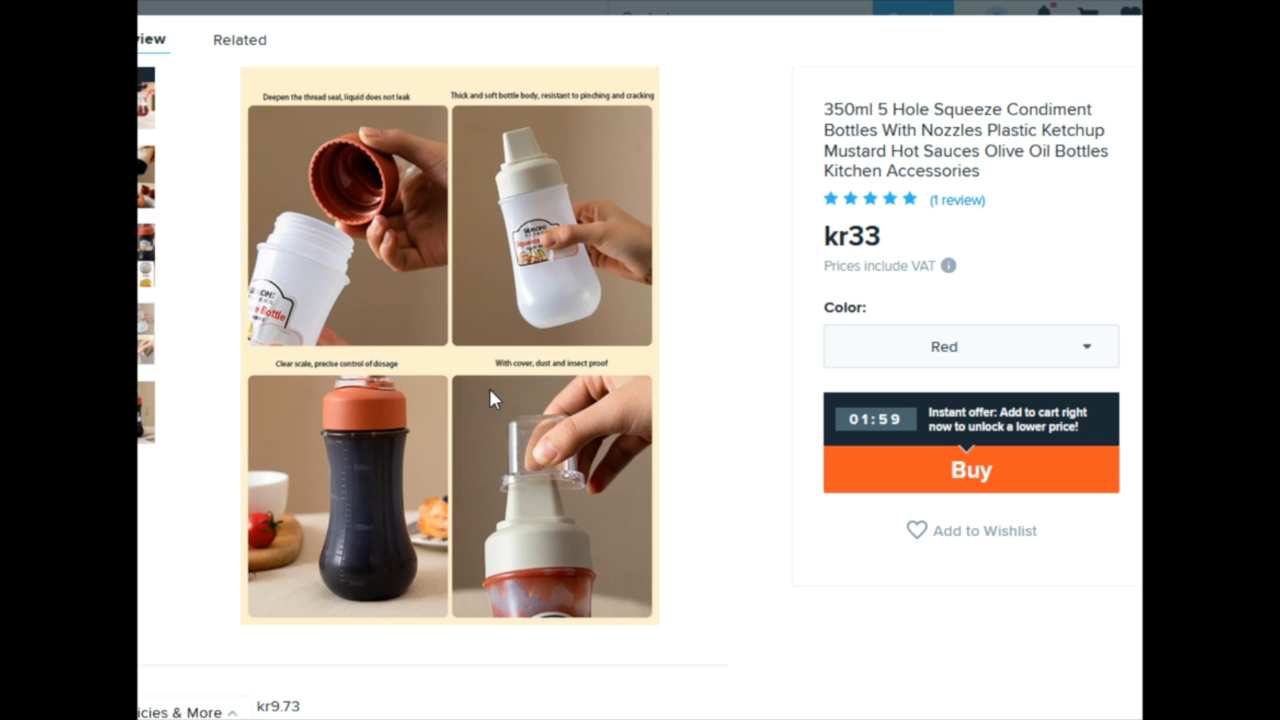 view
Related
Deepen the thread seal, liquid does not leak
Thick and soft bottle body, resistant to pinching and cracking
Clear scale, precise control of dosage
With cover, dust and insect proof
350ml 5 Hole Squeeze Condiment
Bottles With Nozzles Plastic Ketchup
Mustard Hot Sauces Olive Oil Bottles
Kitchen Accessories
(1 review)
kr33
Prices include VAT
Color:
Red
01:59
Instant offer: Add to cart right
now to unlock a lower price!
Buy
Add to Wishlist
icies & More
kr9.73